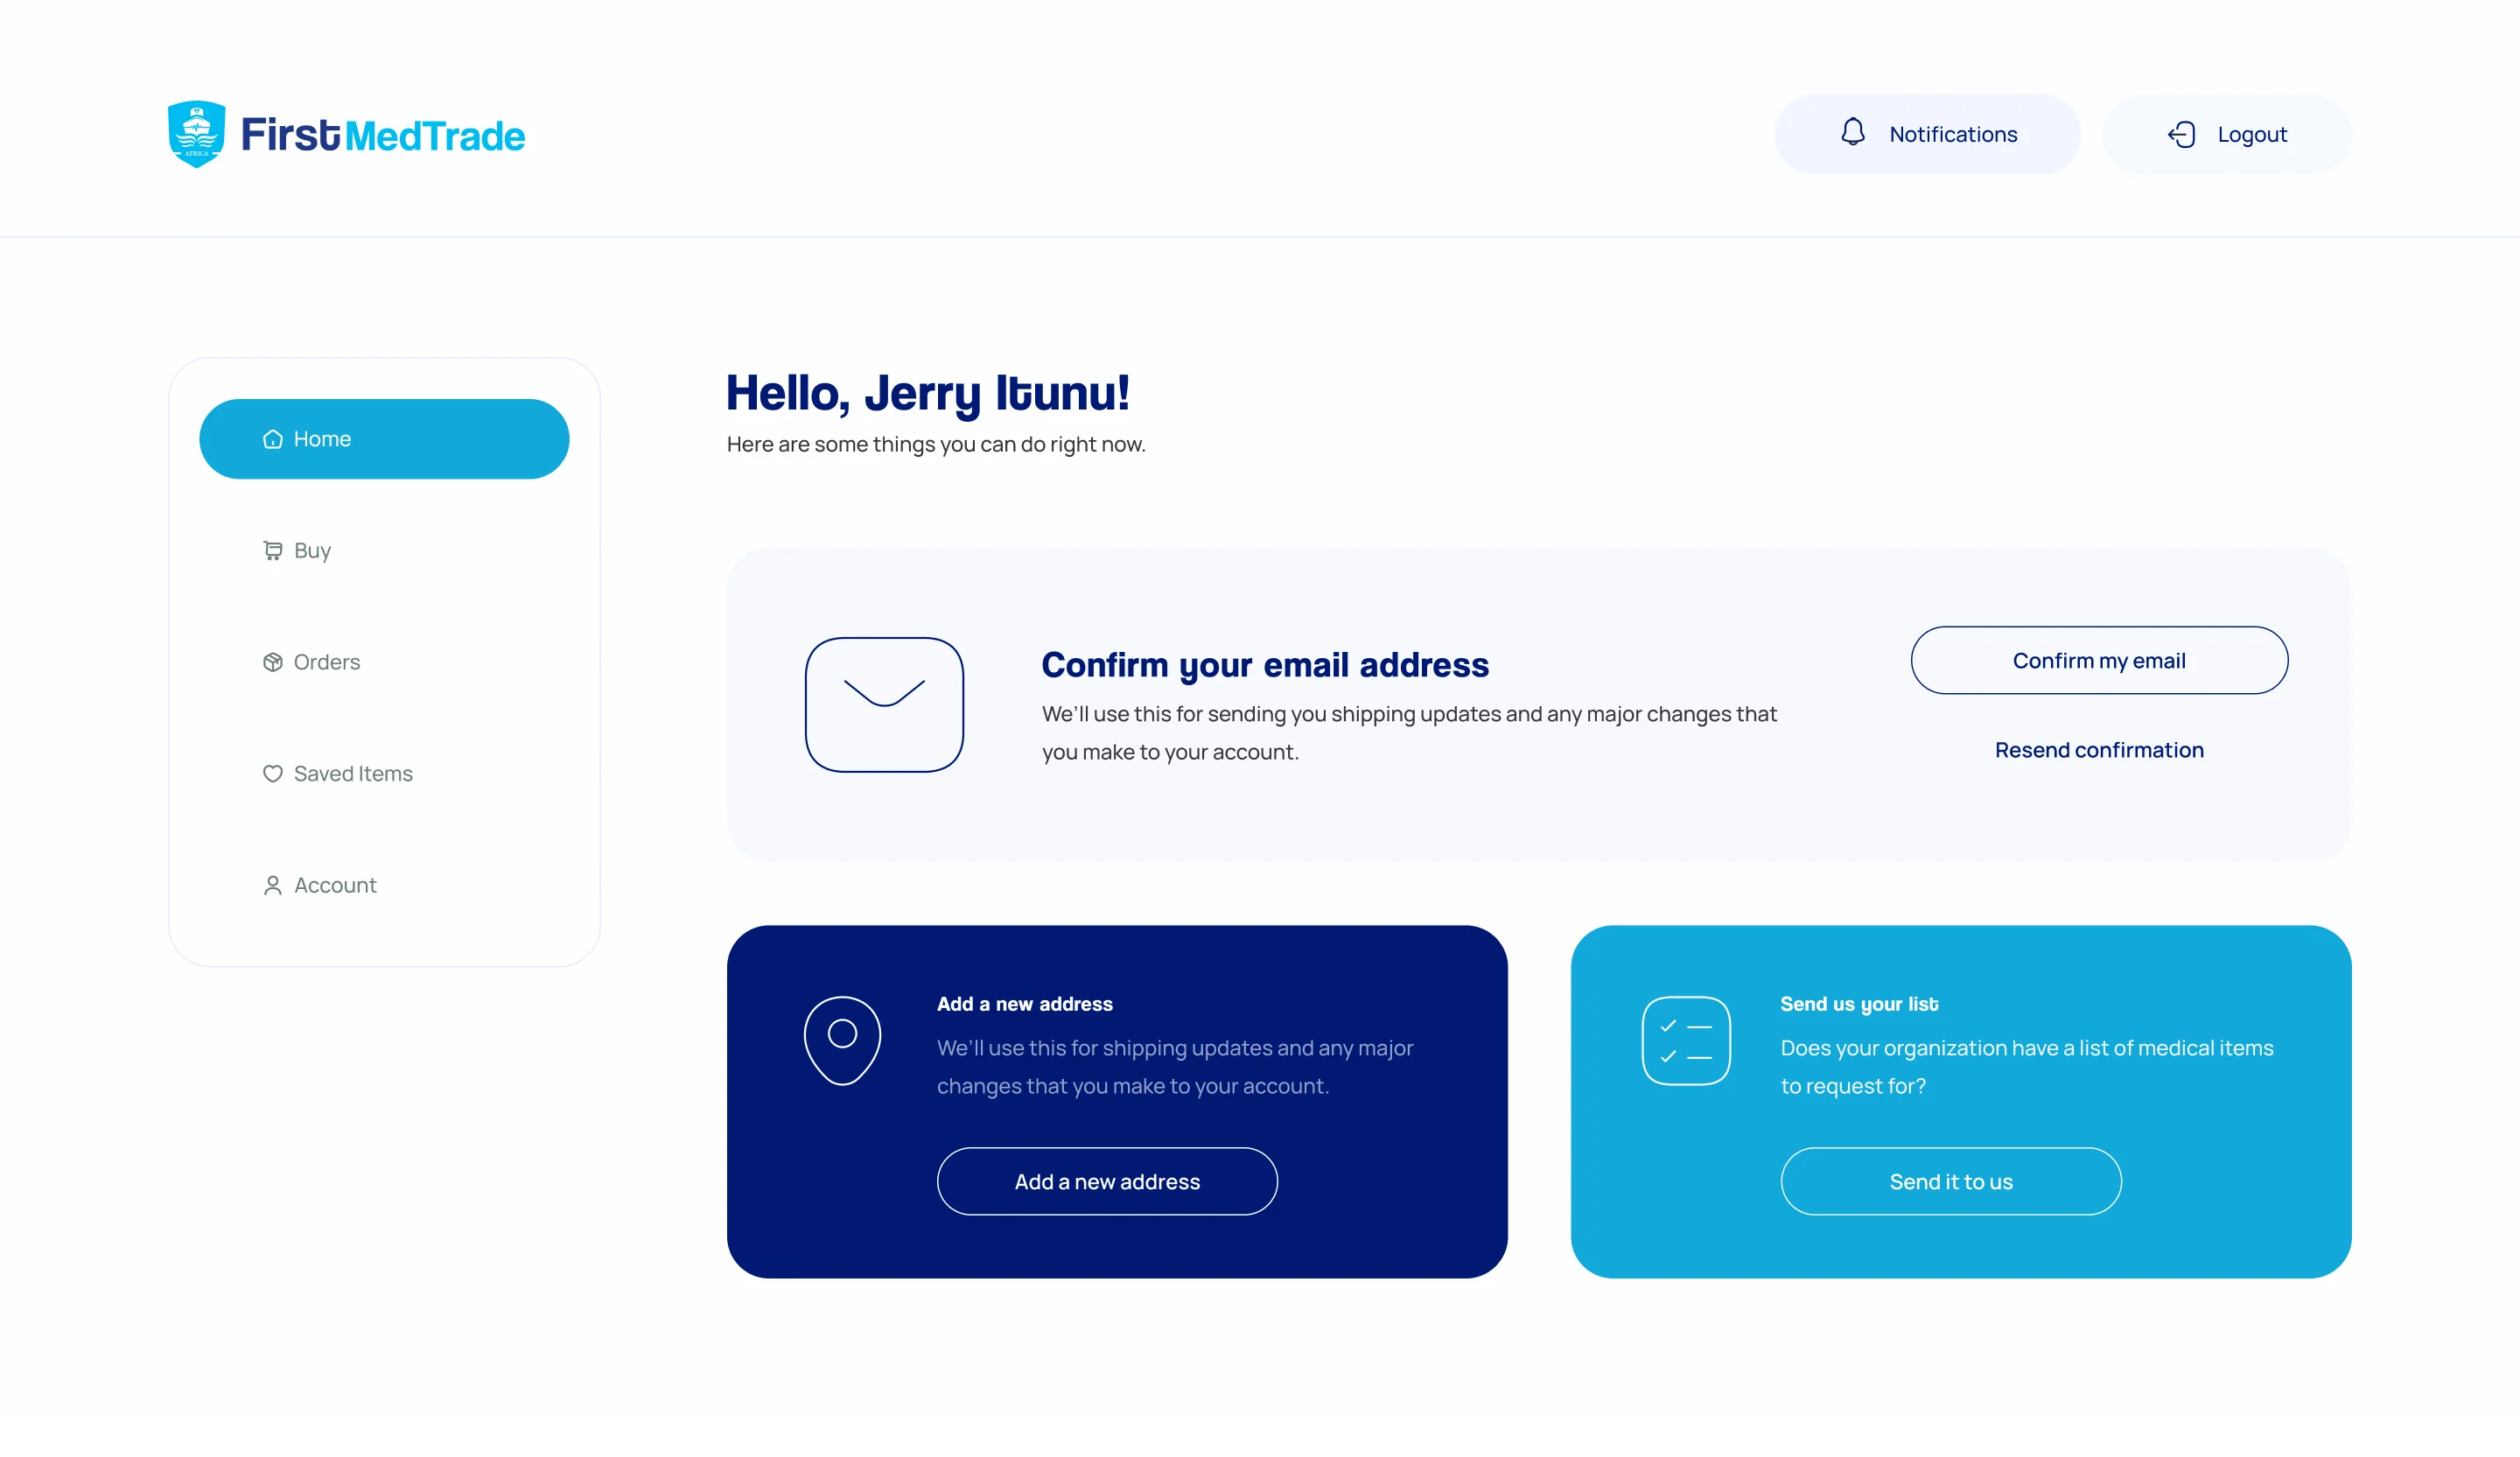 AFRICA
FirstMedTrade
Notifications
Logout
Home
Buy
Orders
Saved Items
Account
Hello, Jerry Itunu!
Here are some things you can do right now.
Confirm your email address
We’ll use this for sending you shipping updates and any major changes that
you make to your account.
Confirm my email
Resend confirmation
Add a new address
We’ll use this for shipping updates and any major
changes that you make to your account.
Add a new address
Send us your list
Does your organization have a list of medical items
to request for?
Send it to us